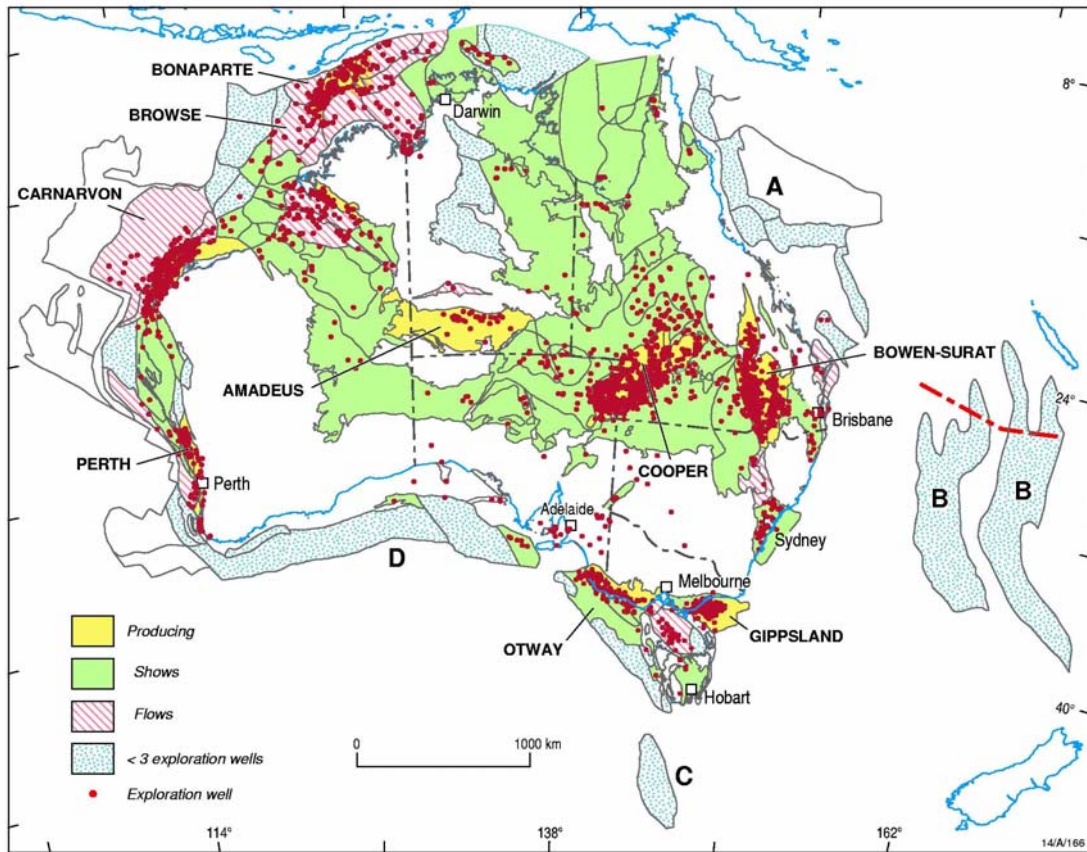 BONAPARTE
8°
BROWSE
Darwin
A
CARNARVON
BOWEN-SURAT
AMADEUS
24°
Brisbane
PERTH
COOPER
Perth
B
B
Adelaide
Sydney
D
Melbourne
Producing
OTWAY
GIPPSLAND
Shows
Hobart
40°
Flows
0
1000 km
< 3 exploration wells
C
Exploration well
114°
138°
162°
14/A/166